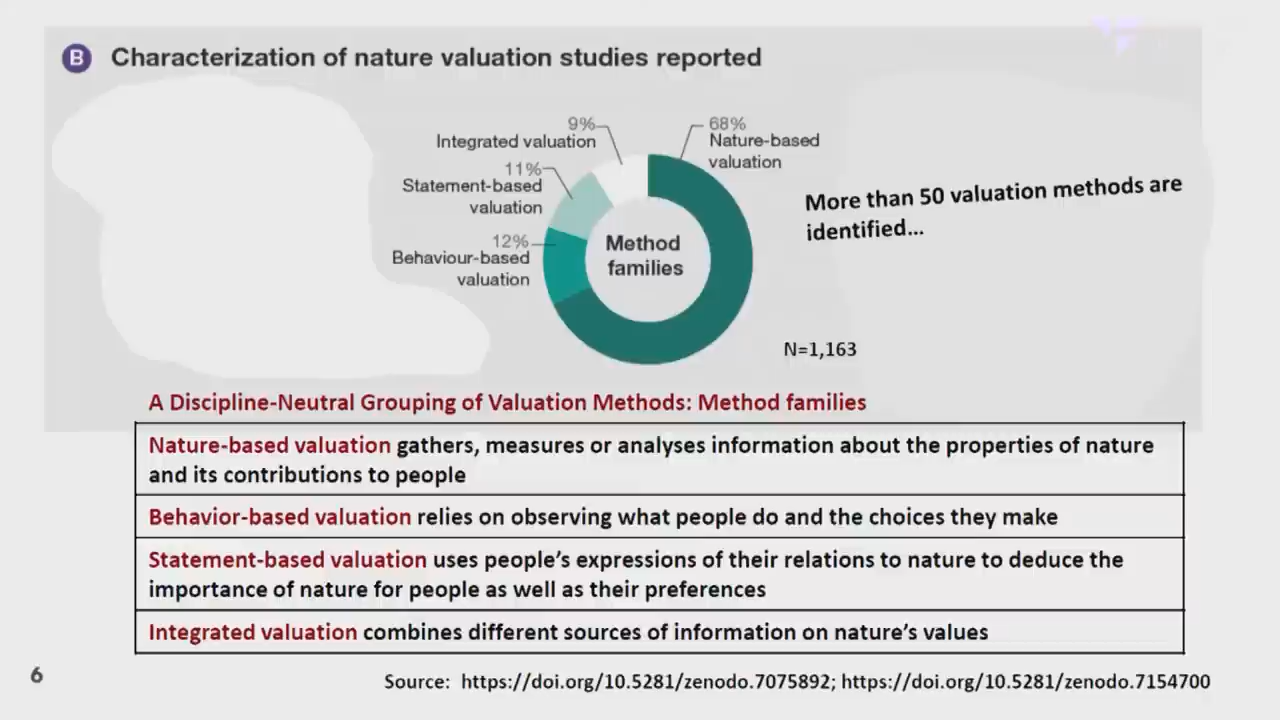 B Characterization of nature valuation studies reported
9%
Integrated valuation
68%
Nature-based
valuation
11%
Statement-based
valuation
12%
Behaviour-based
valuation
Method
families
More than 50 valuation methods are
identified...
N=1,163
A Discipline-Neutral Grouping of Valuation Methods: Method families
Nature-based valuation gathers, measures or analyses information about the properties of nature
and its contributions to people
Behavior-based valuation relies on observing what people do and the choices they make
Statement-based valuation uses people’s expressions of their relations to nature to deduce the
importance of nature for people as well as their preferences
Integrated valuation combines different sources of information on nature’s values
6
Source: https://doi.org/10.5281/zenodo.7075892; https://doi.org/10.5281/zenodo.7154700